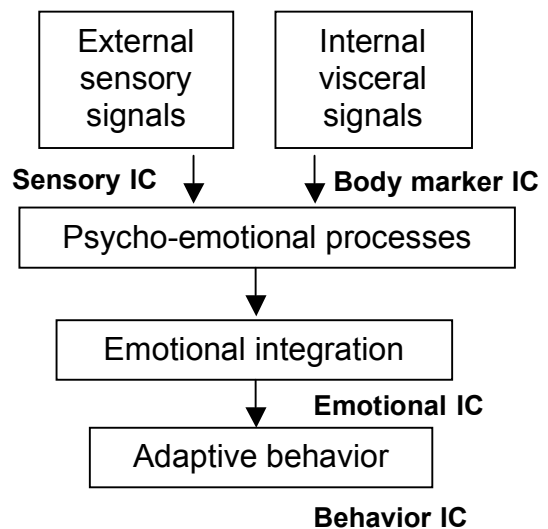 External
sensory
signals
Internal
visceral
signals
Sensory IC
Body marker IC
Psycho-emotional processes
Emotional integration
Emotional IC
Adaptive behavior
Behavior IC